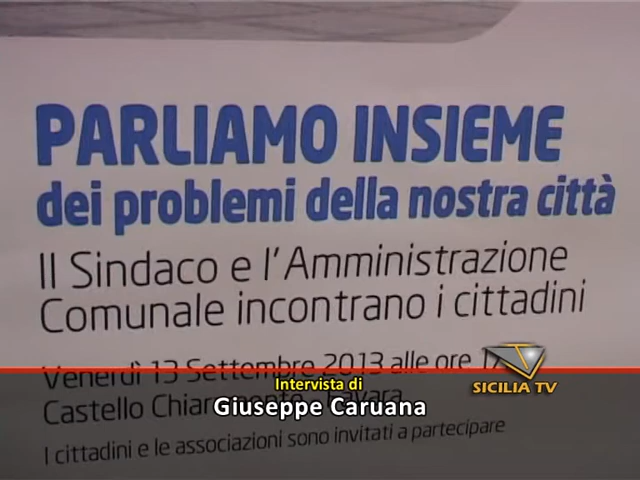 PARLIAMO INSIEME
dei problemi della nostra città
Il Sindaco e l'Amministrazione
Comunale incontrano i cittadini
Venerdì 13 Settembre 2013 alle ore
Intervista di
SICILIA TV
Castello Favara
Giuseppe Caruana
I cittadini e le associazioni sono invitati a partecipare